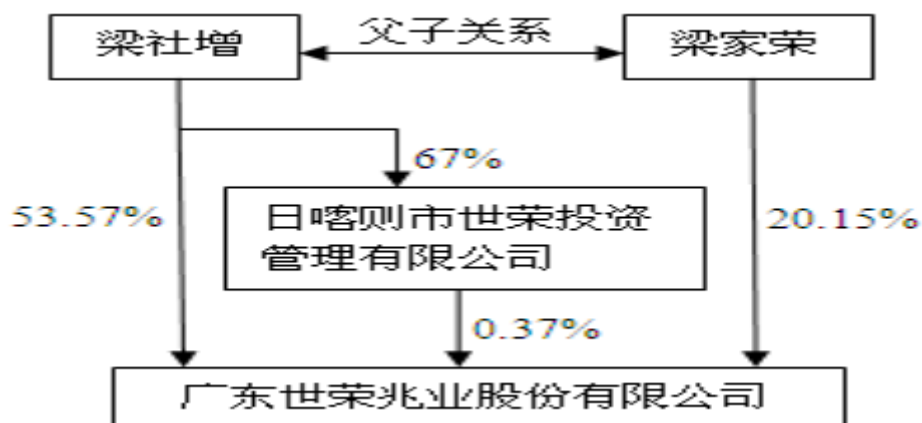 梁社增
父子关系
梁家荣
67%
53.57%
日喀则市世荣投资
管理有限公司
20.15%
0.37%
广东世荣兆业股份有限公司